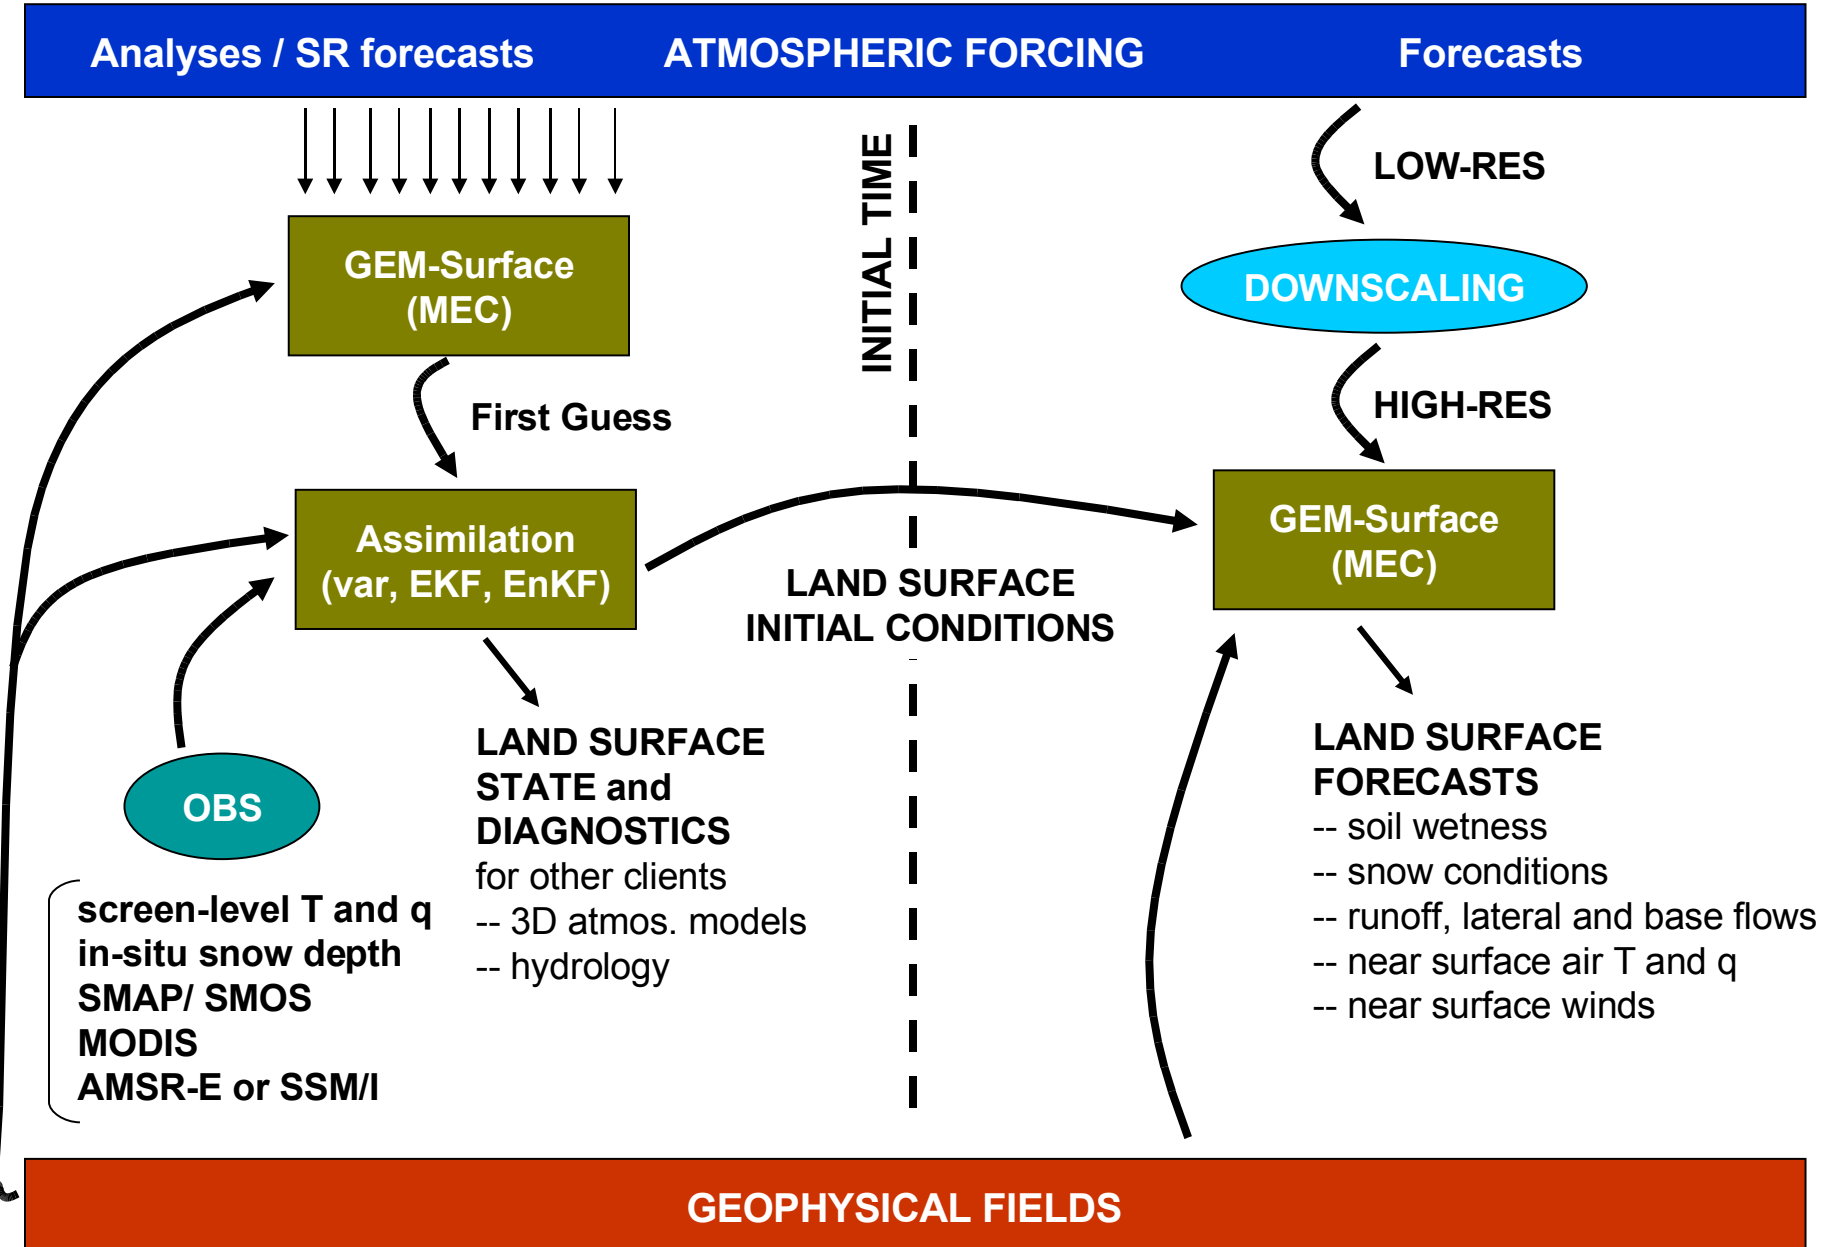 Analyses / SR forecasts ATMOSPHERIC FORCING Forecasts
INITIAL TIME
LOW-RES
GEM-Surface
(MEC)
DOWNSCALING
First Guess
HIGH-RES
Assimilation
(var, EKF, EnKF)
GEM-Surface
(MEC)
LAND SURFACE
INITIAL CONDITIONS
OBS
screen-level T and q
in-situ snow depth
SMAP/ SMOS
MODIS
AMSR-E or SSM/I
LAND SURFACE
STATE and
DIAGNOSTICS
for other clients
-- 3D atmos. models
-- hydrology
LAND SURFACE
FORECASTS
-- soil wetness
-- snow conditions
-- runoff, lateral and base flows
-- near surface air T and q
-- near surface winds
GEOPHYSICAL FIELDS